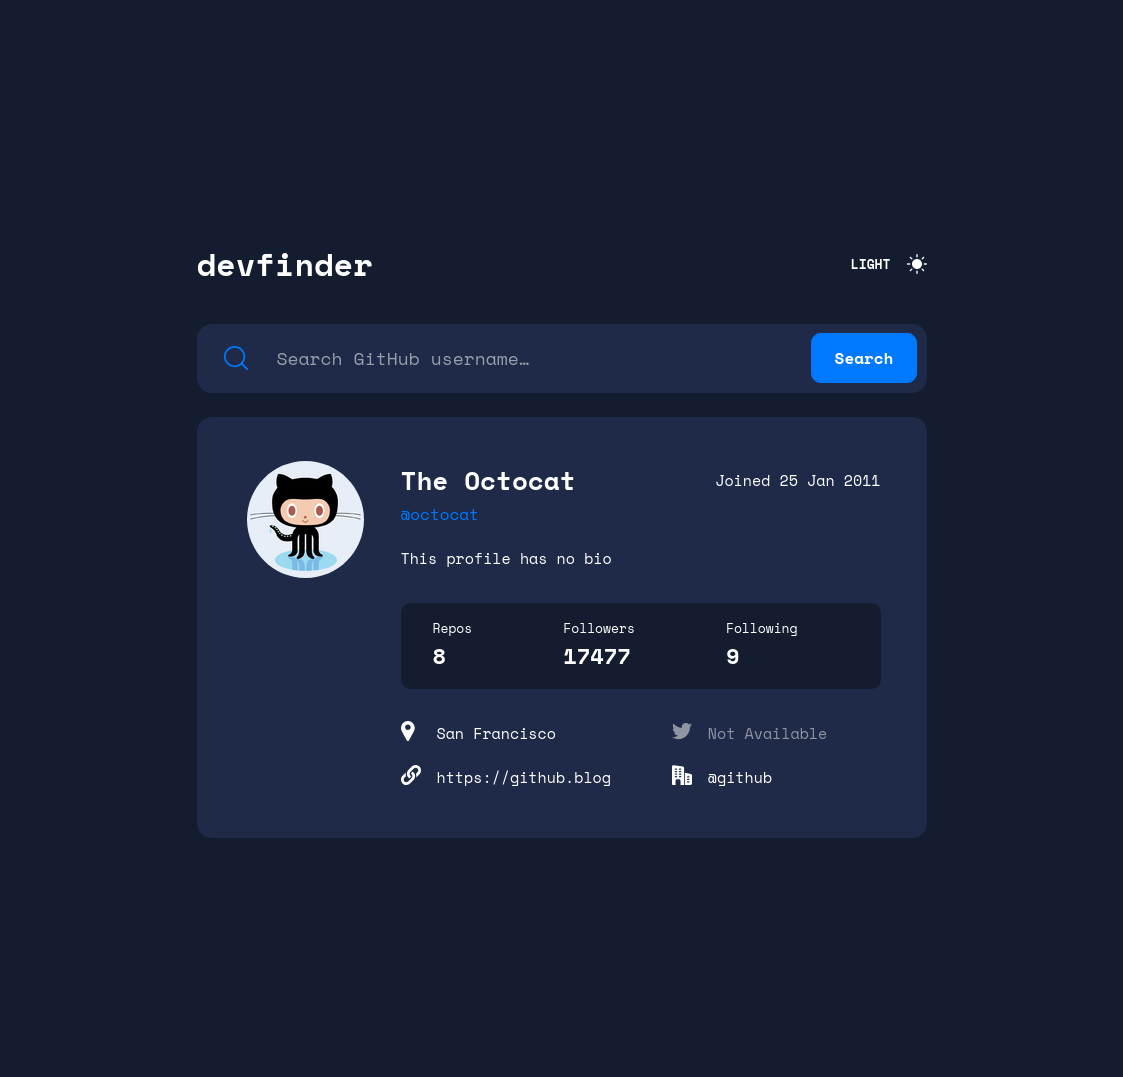 devfinder
LIGHT
Search GitHub username…
Search
The Octocat
Joined 25 Jan 2011
@octocat
This profile has no bio
Repos
Followers
Following
8
17477
9
San Francisco
Not Available
https://github.blog
@github